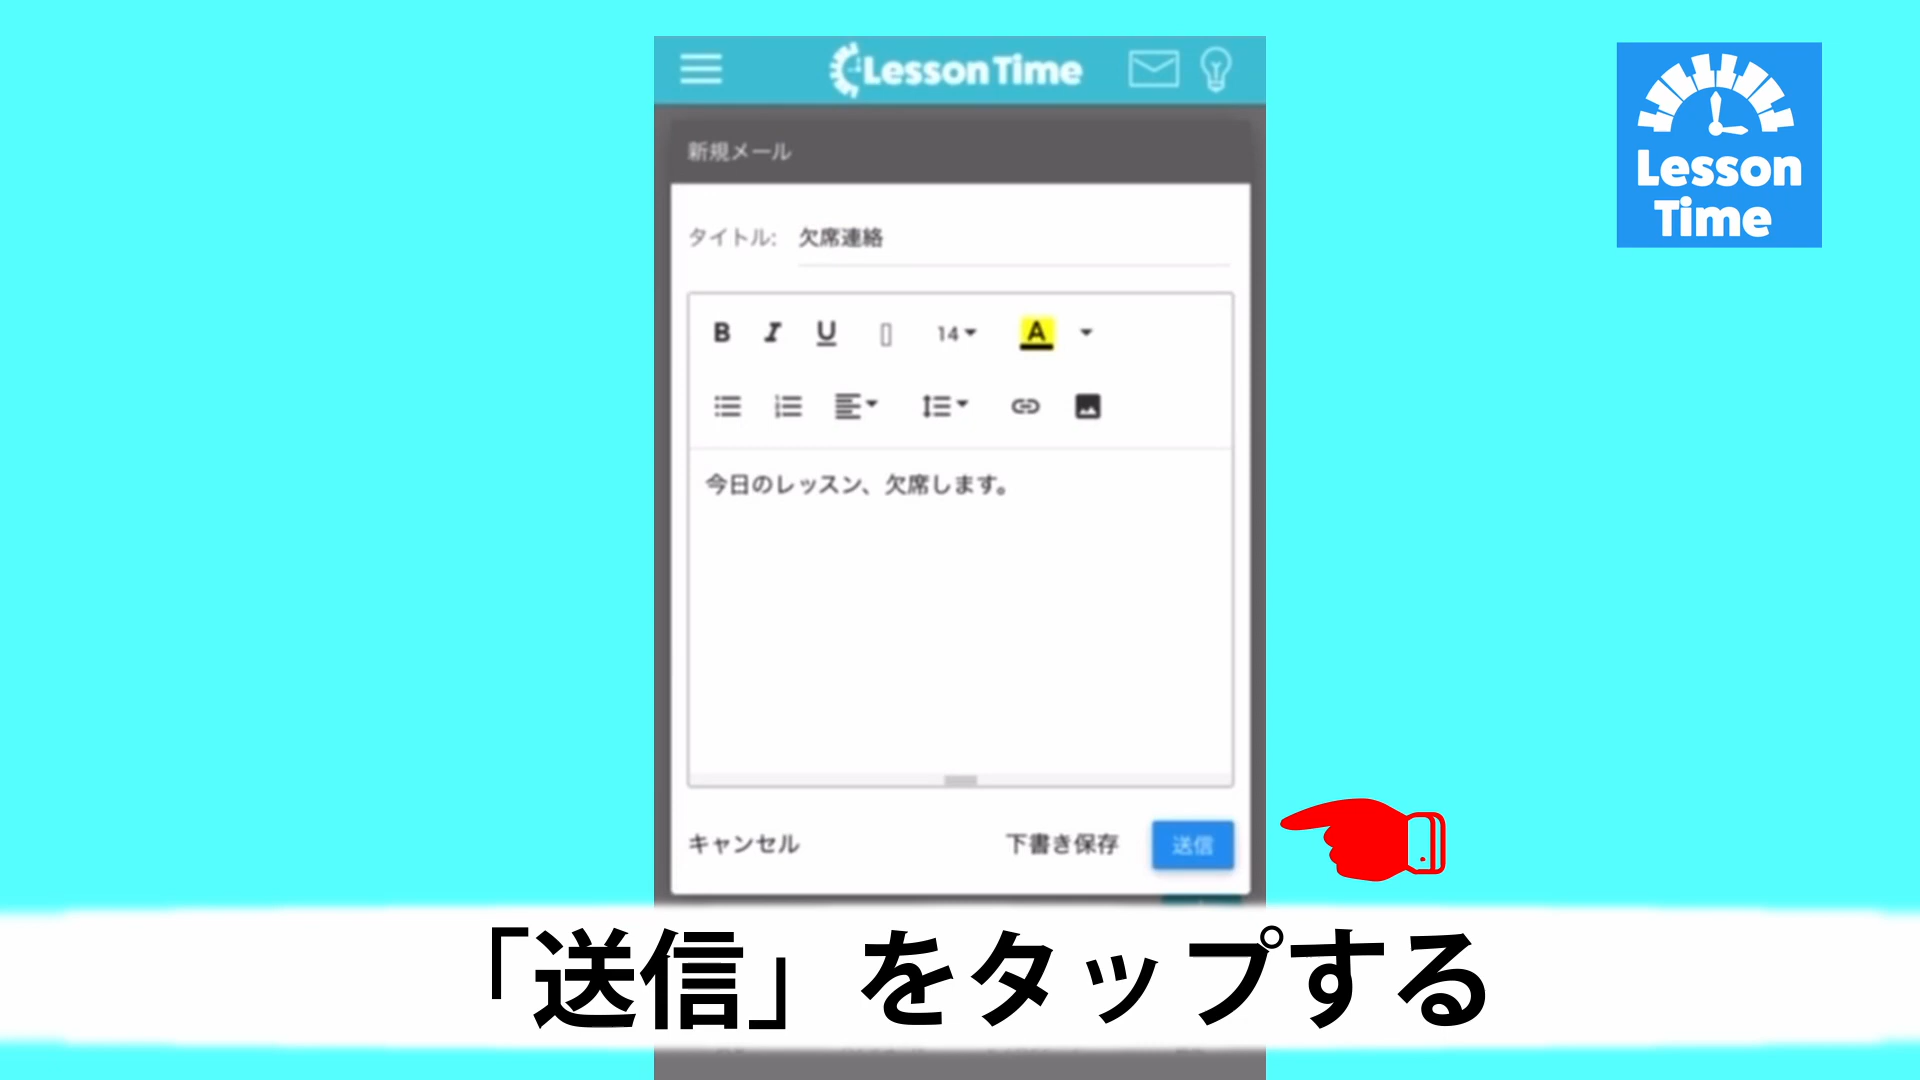 Lesson Time
Lesson
Time
新規メール
タイトル: 欠席連絡
B I U 14 A
今日のレッスン、欠席します。
キャンセル 下書き保存 送信
「送信」をタップする